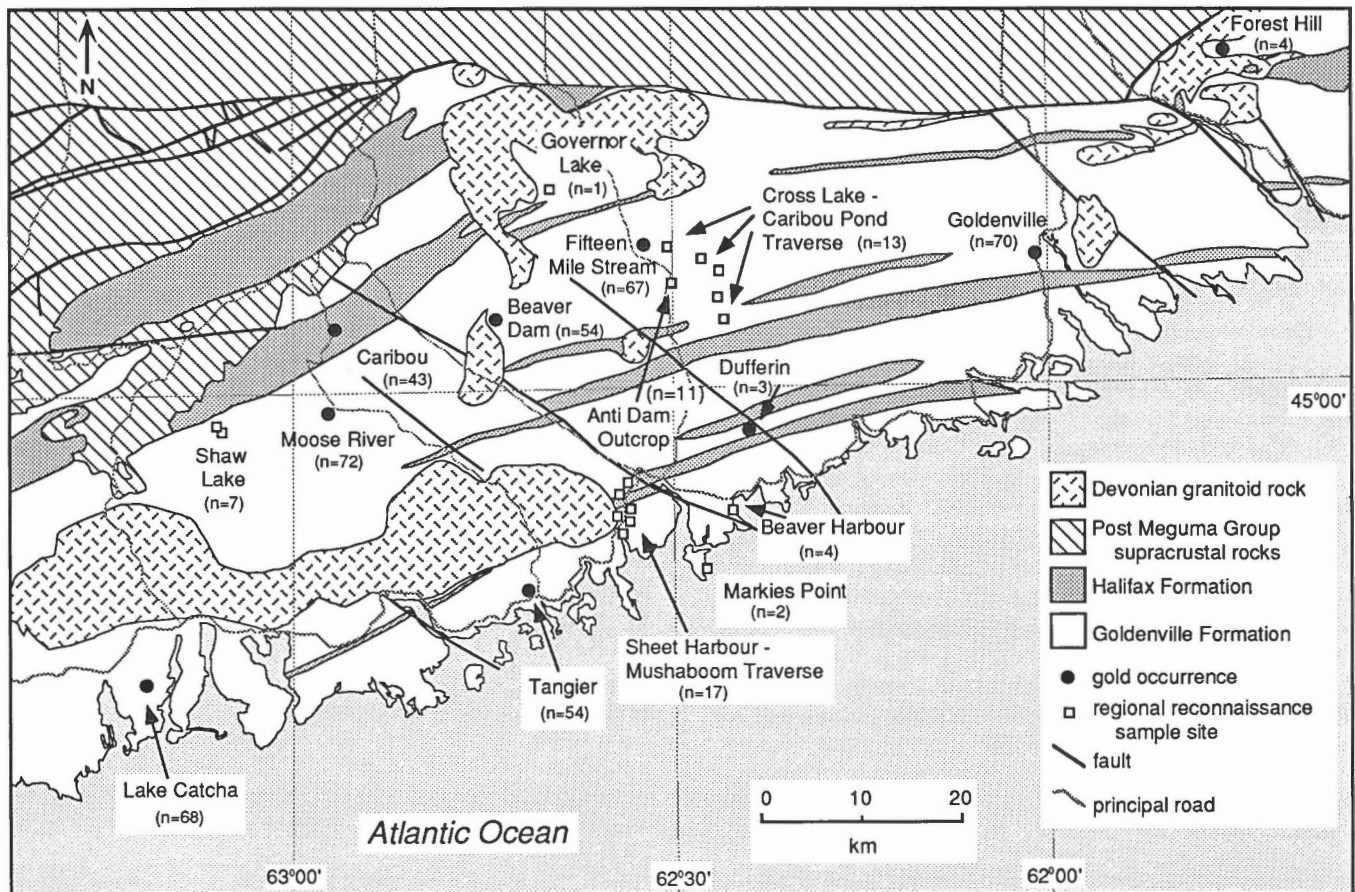 N
Forest Hill
(n=4)
Governor
Lake
(n=1)
Cross Lake -
Caribou Pond
Traverse (n=13)
Goldenville
(n=70)
Fifteen
Mile Stream
(n=67)
Beaver
Dam (n=54)
Caribou
(n=43)
Dufferin
(n=3)
(n=11)
Anti Dam
Outcrop
45°00'
Moose River
(n=72)
Shaw
Lake
(n=7)
Beaver Harbour
(n=4)
Markies Point
(n=2)
Sheet Harbour -
Mushaboom Traverse
(n=17)
Tangier
(n=54)
Lake Catcha
(n=68)
Atlantic Ocean
Devonian granitoid rock
Post Meguma Group
supracrustal rocks
Halifax Formation
Goldenville Formation
gold occurrence
regional reconnaissance
sample site
fault
principal road
0 10 20
km
63°00'
62°30'
62°00'